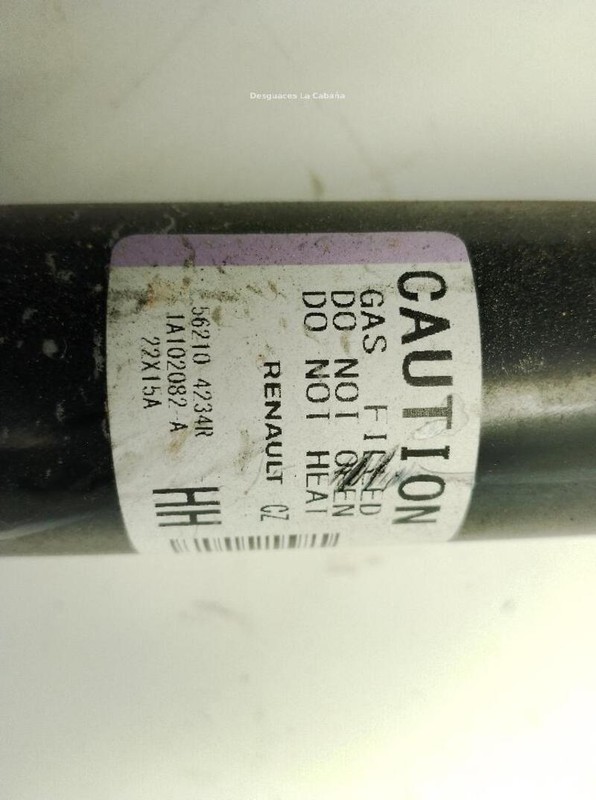 Desguaces La Cabaña
CAUTION
GAS FILLED
DO NOT OPEN
DO NOT HEAT
RENAULT CZ
56210 4234R
1A102082-A
22X15A
HH